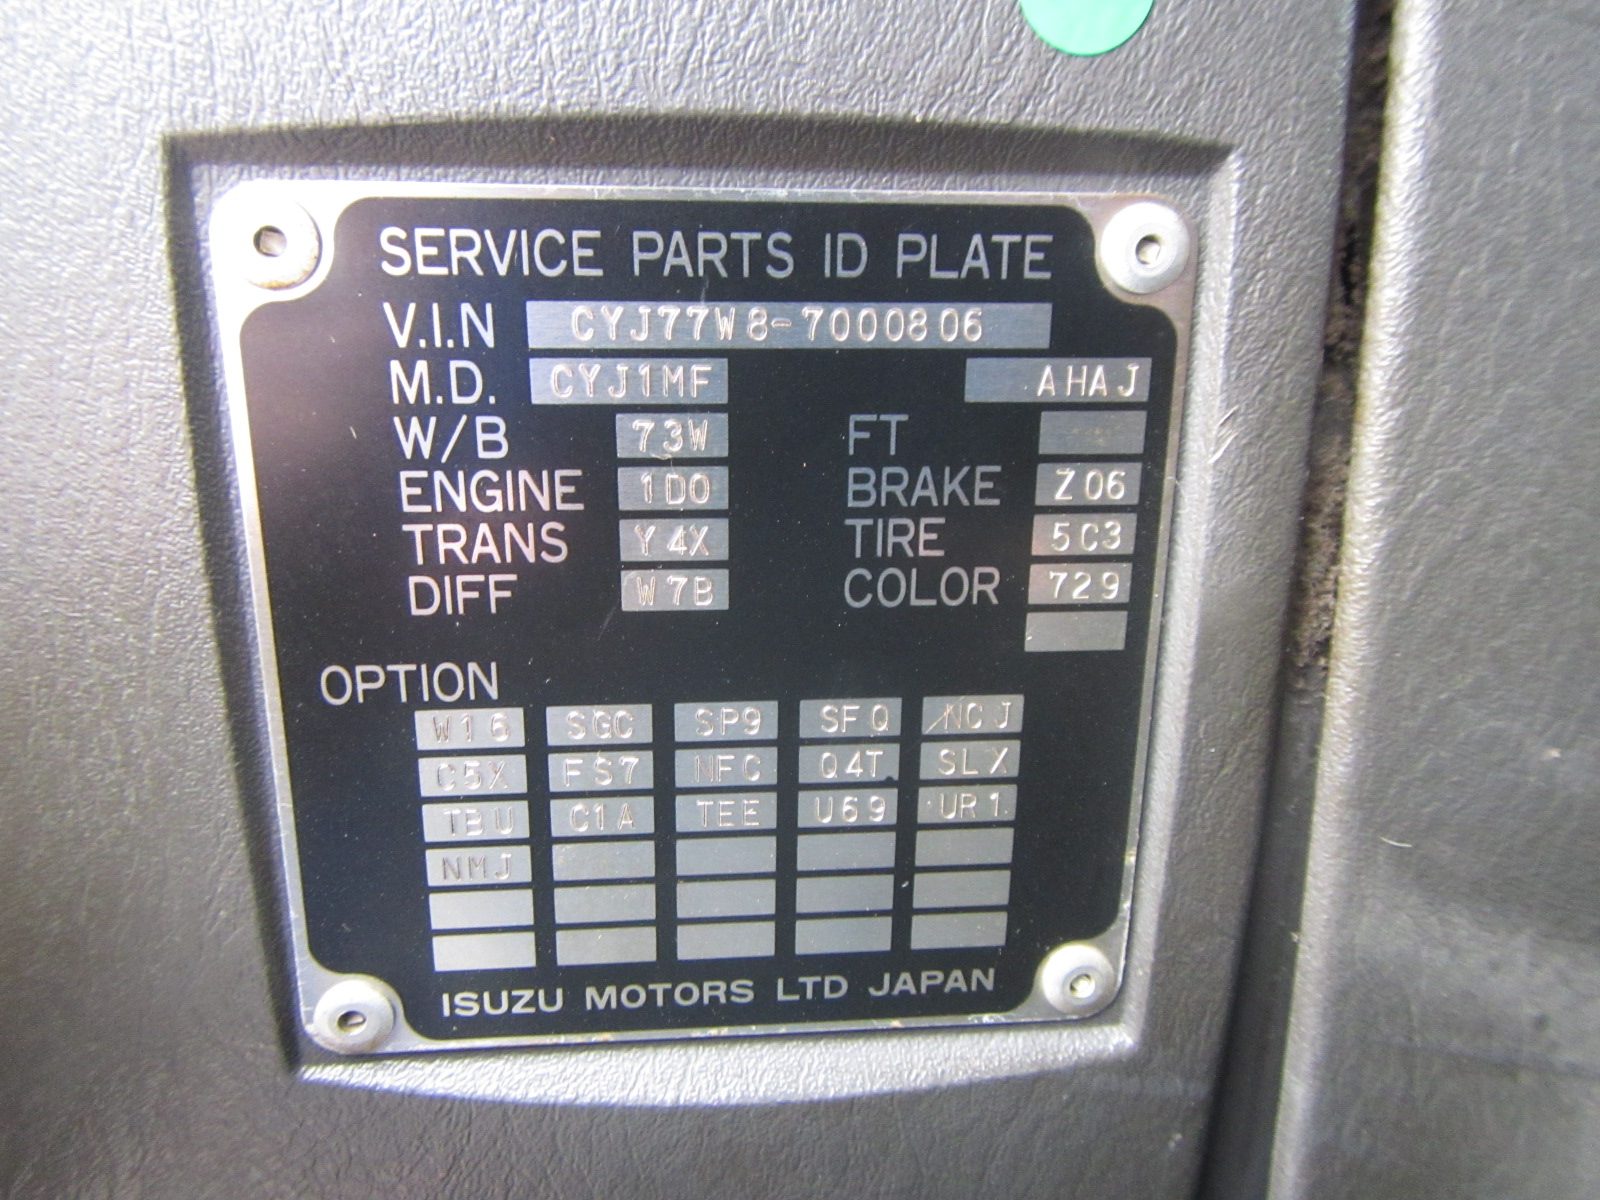 SERVICE PARTS ID PLATE
V.I.N CYJ77W8-7000806
M.D. CYJ1MF AHAJ
W/B 73W FT
ENGINE 1D0 BRAKE Z06
TRANS Y4X TIRE 5C3
DIFF W7B COLOR 729
OPTION
W16 SGC SP9 SFQ NCJ
C5X FS7 NFC Q4T SLX
TBU C1A TEE U69 UR1
NMJ
ISUZU MOTORS LTD JAPAN